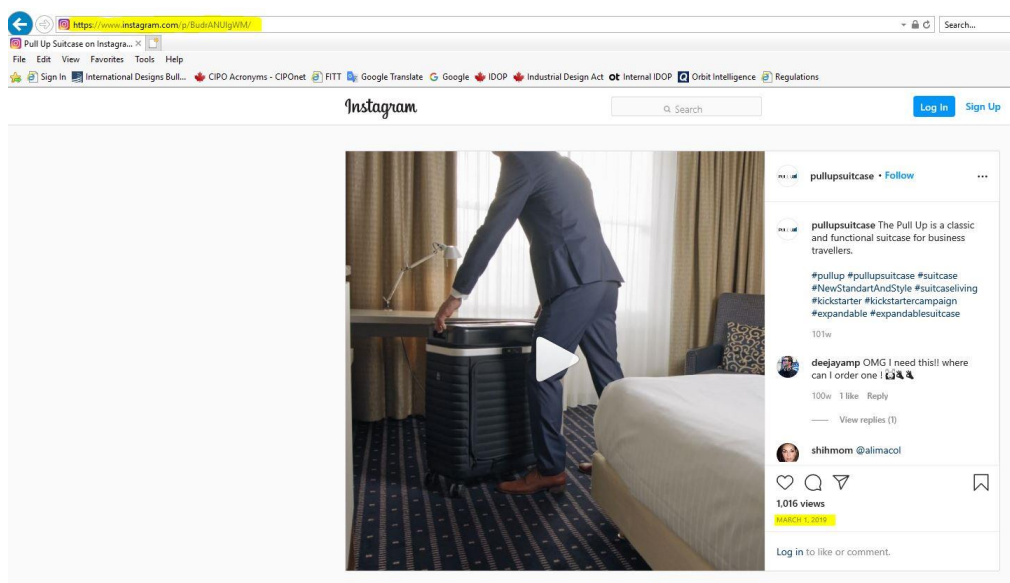 https://www.instagram.com/p/BudrANUlgWM/
Search...
Pull Up Suitcase on Instagra...
File Edit View Favorites Tools Help
Sign In International Designs Bull... CIPO Acronyms - CIPOnet FITT Google Translate Google IDOP Industrial Design Act Internal IDOP Orbit Intelligence Regulations
Instagram
Search
Log In Sign Up
pullupsuitcase • Follow
pullupsuitcase The Pull Up is a classic
and functional suitcase for business
travellers.
#pullup #pullupsuitcase #suitcase
#NewStandartAndStyle #suitcaseliving
#kickstarter #kickstartercampaign
#expandable #expandablesuitcase
101w
deejayamp OMG I need this!! where
can I order one !
100w 1 like Reply
View replies (1)
shihmom @alimacol
1,016 views
MARCH 1, 2019
Log in to like or comment.